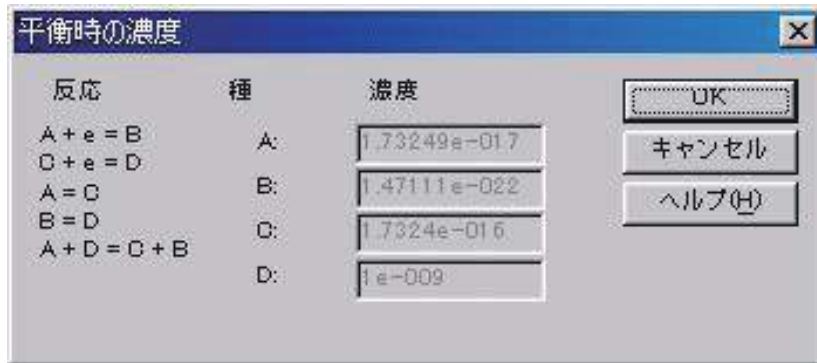 平衡時の濃度
反応 種 濃度
A + e = B
C + e = D
A = C
B = D
A + D = C + B
A: 1.73249e-017
B: 1.47111e-022
C: 1.7324e-016
D: 1e-009
OK
キャンセル
ヘルプ(H)